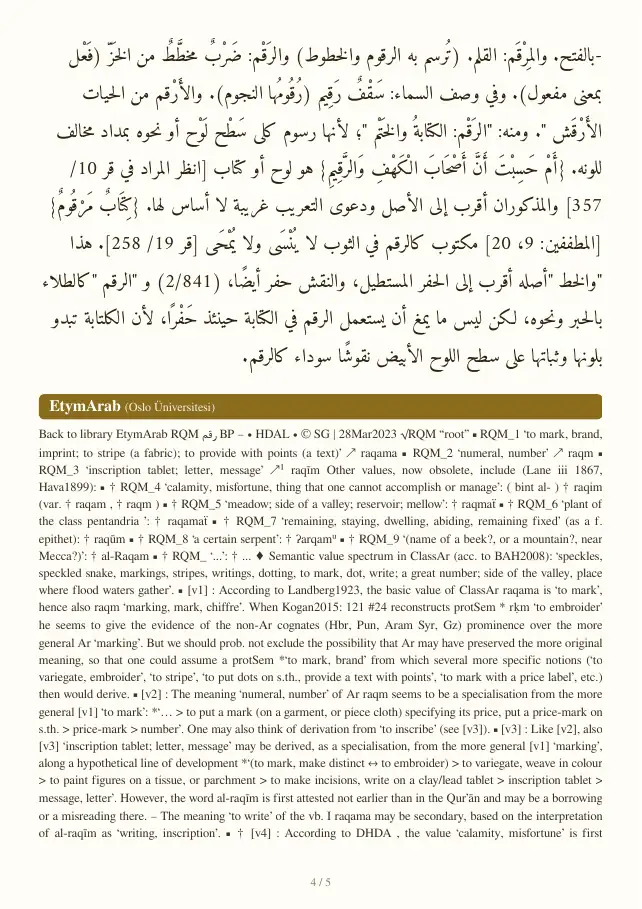 -بالفتح. والمِرْقَم: القلم. (تُرسم به الرقوم والخطوط) والرَقْم: ضَرْبٌ مخطَّطٌ من الخَزّ (فَعْل
بمعنى مفعول). وفي وصف السماء: سَقْفٌ رَقِيمٍ (رُقُومُها النجوم). والأَرْقم من الحيات
الأَرْقَش ". ومنه: "الرَقْم: الكتابةُ والخَتْم "؛ لأنها رسوم كلى سَطْح لَوْح أو نحوه بمداد مخالف
للونه. {أَمْ حَسِبْتَ أَنَّ أَصْحَابَ الْكَهْفِ وَالرَّقِيمِ} هو لوح أو كتاب [انظر المراد في قر 10/
357] والمذكوران أقرب إلى الأصل ودعوى التعريب غريبة لا أساس لها. {كِتَابٌ مَرْقُومٌ}
[المطففين: 9، 20] مكتوب كالرقم في الثوب لا يُنْسَى ولا يُمْحَى [قر 19/ 258]. هذا
"والخط "أصله أقرب إلى الحفر المستطيل، والنقش حفر أيضًا، (2/841) و "الرقم "كالطلاء
بالحبر ونحوه، لكن ليس ما يمغ أن يستعمل الرقم في الكتابة حينئذ حَفْرًا، لأن الكلتابة تبدو
بلونها وثباتها على سطح اللوح الأبيض نقوشًا سوداء كالرقم.
EtymArab (Oslo Üniversitesi)
Back to library EtymArab RQM رقم BP – • HDAL • © SG | 28Mar2023 √RQM “root” ▪ RQM_1 ‘to mark, brand,
imprint; to stripe (a fabric); to provide with points (a text)’ ↗ raqama ▪ RQM_2 ‘numeral, number’ ↗ raqm ▪
RQM_3 ‘inscription tablet; letter, message’ ↗¹ raqīm Other values, now obsolete, include (Lane iii 1867,
Hava1899): ▪ † RQM_4 ‘calamity, misfortune, thing that one cannot accomplish or manage’: ( bint al- ) † raqim
(var. † raqam , † raqm ) ▪ † RQM_5 ‘meadow; side of a valley; reservoir; mellow’: † raqmaẗ ▪ † RQM_6 ‘plant of
the class pentandria ’: † raqamaẗ ▪ † RQM_7 ‘remaining, staying, dwelling, abiding, remaining fixed’ (as a f.
epithet): † raqūm ▪ † RQM_8 ‘a certain serpent’: † ʔarqamᵘ ▪ † RQM_9 ‘(name of a beek?, or a mountain?, near
Mecca?)’: † al-Raqam ▪ † RQM_ ‘...’: † ... ♦ Semantic value spectrum in ClassAr (acc. to BAH2008): ‘speckles,
speckled snake, markings, stripes, writings, dotting, to mark, dot, write; a great number; side of the valley, place
where flood waters gather’. ▪ [v1] : According to Landberg1923, the basic value of ClassAr raqama is ‘to mark’,
hence also raqm ‘marking, mark, chiffre’. When Kogan2015: 121 #24 reconstructs protSem * rḳm ‘to embroider’
he seems to give the evidence of the non-Ar cognates (Hbr, Pun, Aram Syr, Gz) prominence over the more
general Ar ‘marking’. But we should prob. not exclude the possibility that Ar may have preserved the more original
meaning, so that one could assume a protSem *‘to mark, brand’ from which several more specific notions (‘to
variegate, embroider’, ‘to stripe’, ‘to put dots on s.th., provide a text with points’, ‘to mark with a price label’, etc.)
then would derive. ▪ [v2] : The meaning ‘numeral, number’ of Ar raqm seems to be a specialisation from the more
general [v1] ‘to mark’: *‘… > to put a mark (on a garment, or piece cloth) specifying its price, put a price-mark on
s.th. > price-mark > number’. One may also think of derivation from ‘to inscribe’ (see [v3]). ▪ [v3] : Like [v2], also
[v3] ‘inscription tablet; letter, message’ may be derived, as a specialisation, from the more general [v1] ‘marking’,
along a hypothetical line of development *‘(to mark, make distinct ↔ to embroider) > to variegate, weave in colour
> to paint figures on a tissue, or parchment > to make incisions, write on a clay/lead tablet > inscription tablet >
message, letter’. However, the word al-raqīm is first attested not earlier than in the Qurʾān and may be a borrowing
or a misreading there. – The meaning ‘to write’ of the vb. I raqama may be secondary, based on the interpretation
of al-raqīm as ‘writing, inscription’. ▪ † [v4] : According to DHDA , the value ‘calamity, misfortune’ is first
4 / 5